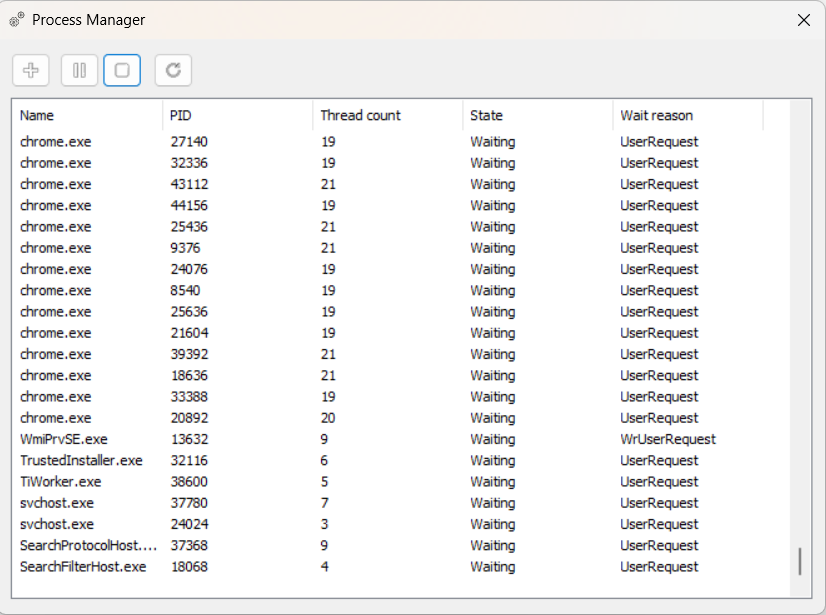 Process Manager
Name PID Thread count State Wait reason
chrome.exe 27140 19 Waiting UserRequest
chrome.exe 32336 19 Waiting UserRequest
chrome.exe 43112 21 Waiting UserRequest
chrome.exe 44156 19 Waiting UserRequest
chrome.exe 25436 21 Waiting UserRequest
chrome.exe 9376 21 Waiting UserRequest
chrome.exe 24076 19 Waiting UserRequest
chrome.exe 8540 19 Waiting UserRequest
chrome.exe 25636 19 Waiting UserRequest
chrome.exe 21604 19 Waiting UserRequest
chrome.exe 39392 21 Waiting UserRequest
chrome.exe 18636 21 Waiting UserRequest
chrome.exe 33388 19 Waiting UserRequest
chrome.exe 20892 20 Waiting UserRequest
WmiPrvSE.exe 13632 9 Waiting WrUserRequest
TrustedInstaller.exe 32116 6 Waiting UserRequest
TiWorker.exe 38600 5 Waiting UserRequest
svchost.exe 37780 7 Waiting UserRequest
svchost.exe 24024 3 Waiting UserRequest
SearchProtocolHost.... 37368 9 Waiting UserRequest
SearchFilterHost.exe 18068 4 Waiting UserRequest